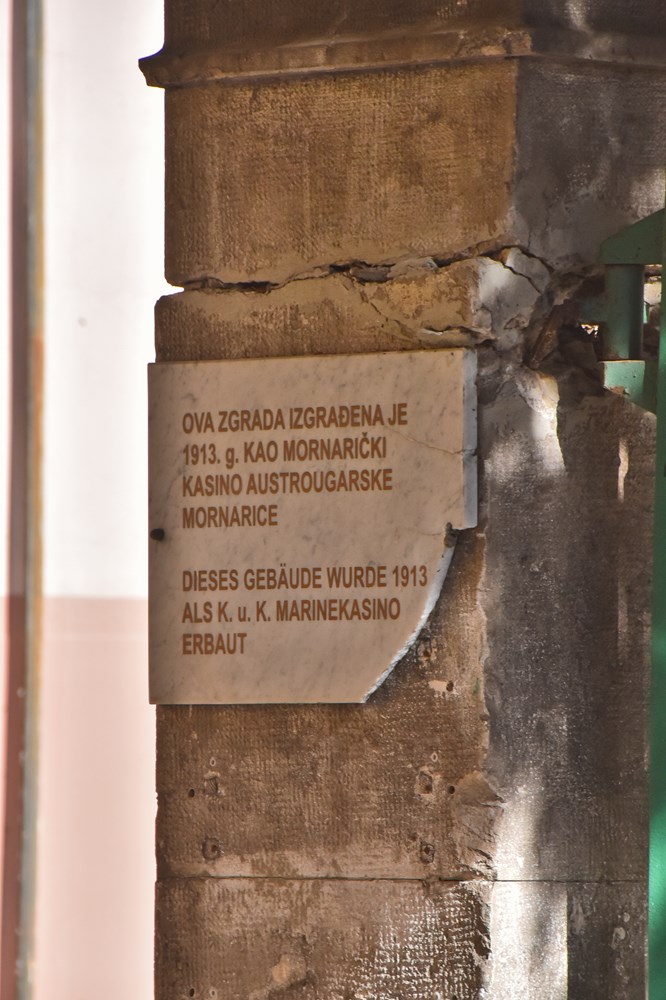 OVA ZGRADA IZGRAĐENA JE
1913. g. KAO MORNARIČKI
KASINO AUSTROUGARSKE
MORNARICE
DIESES GEBÄUDE WURDE 1913
ALS K. u. K. MARINEKASINO
ERBAUT